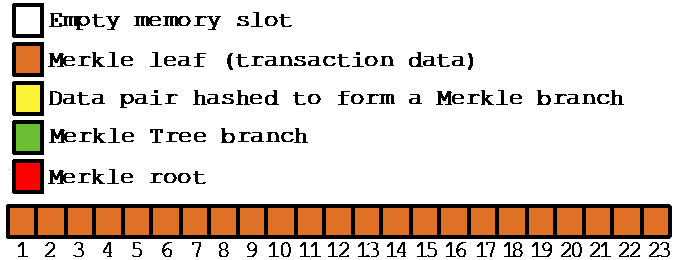 Empty memory slot
Merkle leaf (transaction data)
Data pair hashed to form a Merkle branch
Merkle Tree branch
Merkle root
1 2 3 4 5 6 7 8 9 10 11 12 13 14 15 16 17 18 19 20 21 22 23